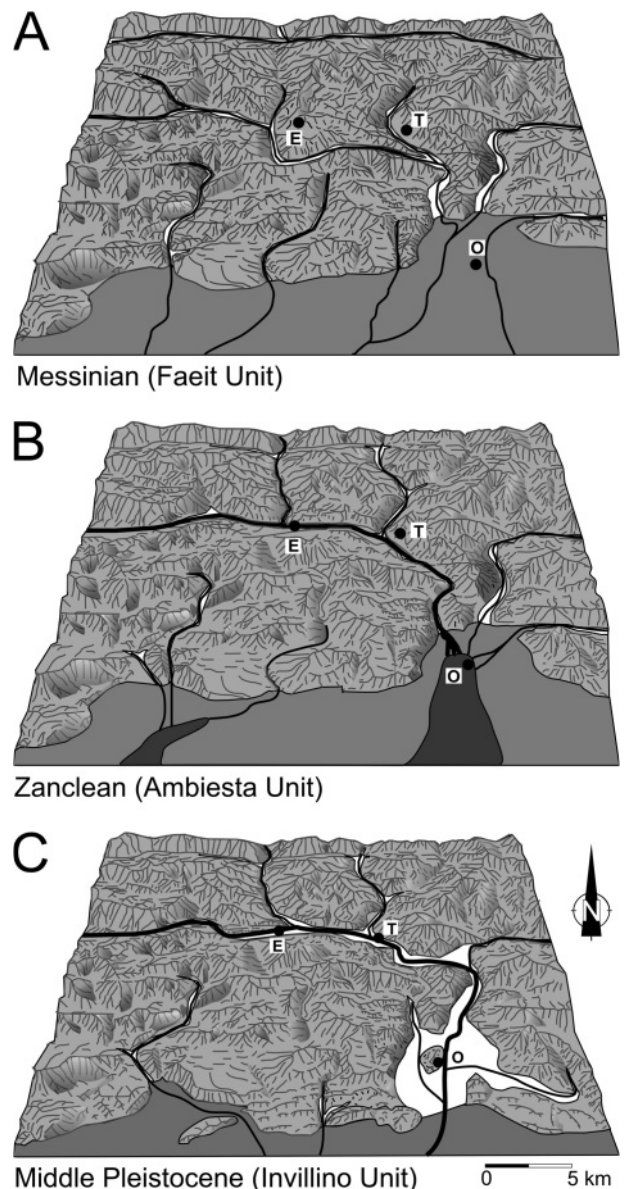 A
E
T
O
Messinian (Faeit Unit)
B
E
T
O
Zanclean (Ambiesta Unit)
C
N
E
T
O
Middle Pleistocene (Invillino Unit)
0 5 km